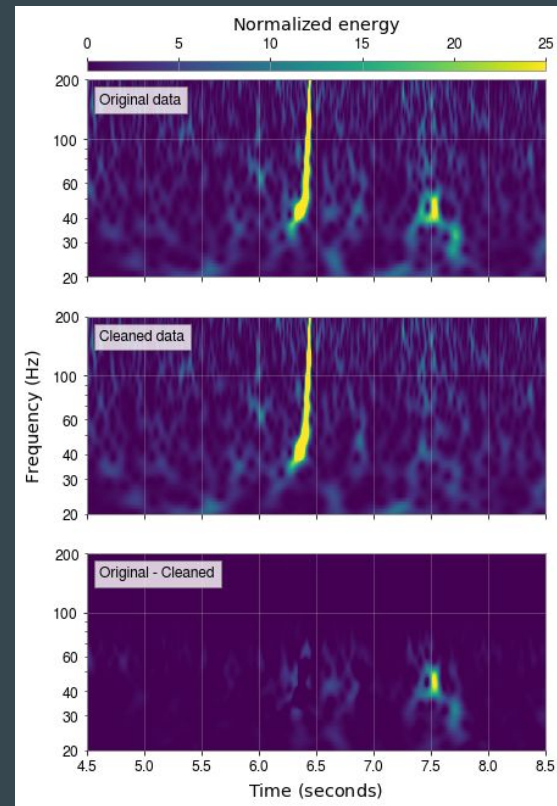 Normalized energy
0 5 10 15 20 25
Original data
200
100
60
40
30
20
Cleaned data
200
100
60
40
30
20
Frequency (Hz)
Original - Cleaned
200
100
60
40
30
20
4.5 5.0 5.5 6.0 6.5 7.0 7.5 8.0 8.5
Time (seconds)